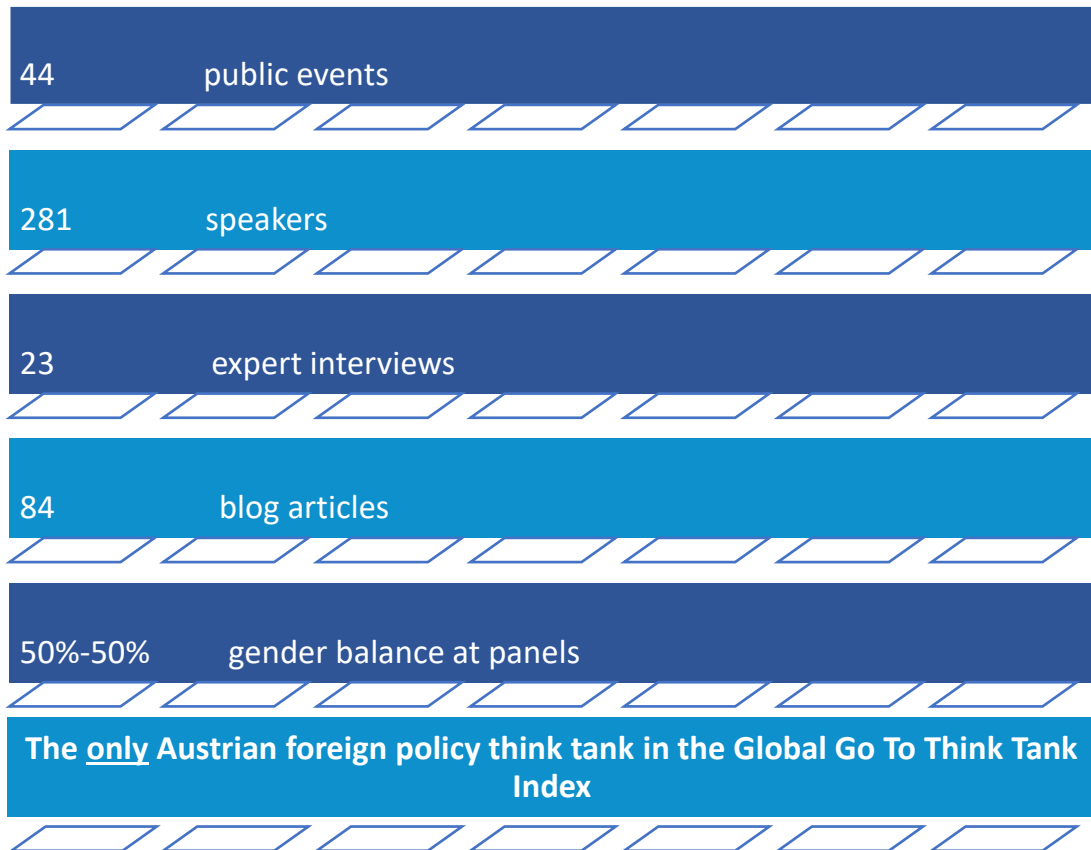 44 public events
281 speakers
23 expert interviews
84 blog articles
50%-50% gender balance at panels
The only Austrian foreign policy think tank in the Global Go To Think Tank
Index